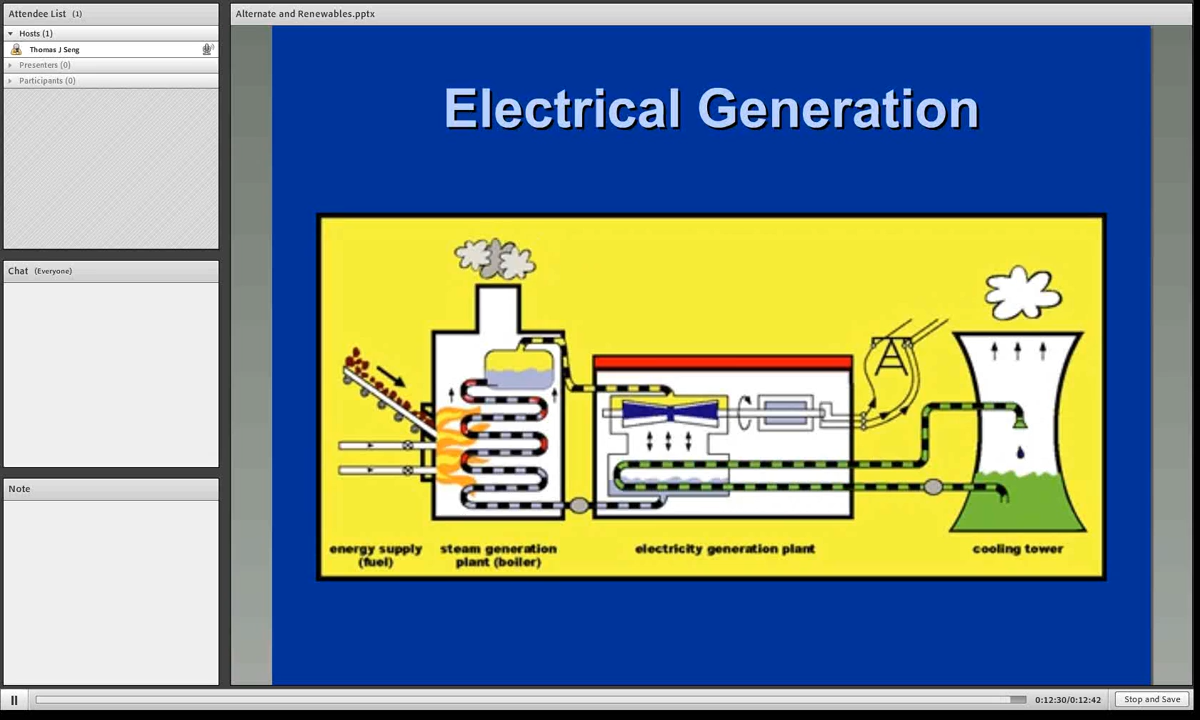 Attendee List (1)
Hosts (1)
Thomas J Seng
Presenters (0)
Participants (0)
Chat (Everyone)
Note
Alternate and Renewables.pptx
Electrical Generation
energy supply
(fuel)
steam generation
plant (boiler)
electricity generation plant
cooling tower
0:12:30/0:12:42
Stop and Save